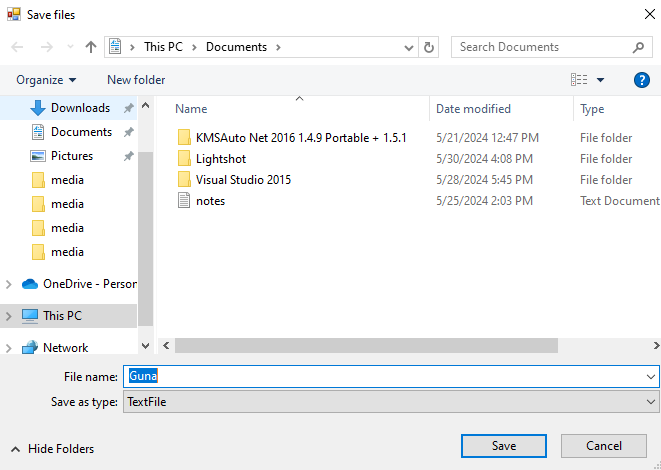 Save files
This PC > Documents >
Search Documents
Organize
New folder
?
Name
Date modified
Type
Downloads
Documents
Pictures
media
media
media
media
OneDrive - Person
This PC
Network
KMSAuto Net 2016 1.4.9 Portable + 1.5.1 5/21/2024 12:47 PM File folder
Lightshot 5/30/2024 4:08 PM File folder
Visual Studio 2015 5/28/2024 5:45 PM File folder
notes 5/25/2024 2:03 PM Text Document
File name: Guna
Save as type: TextFile
Hide Folders
Save
Cancel